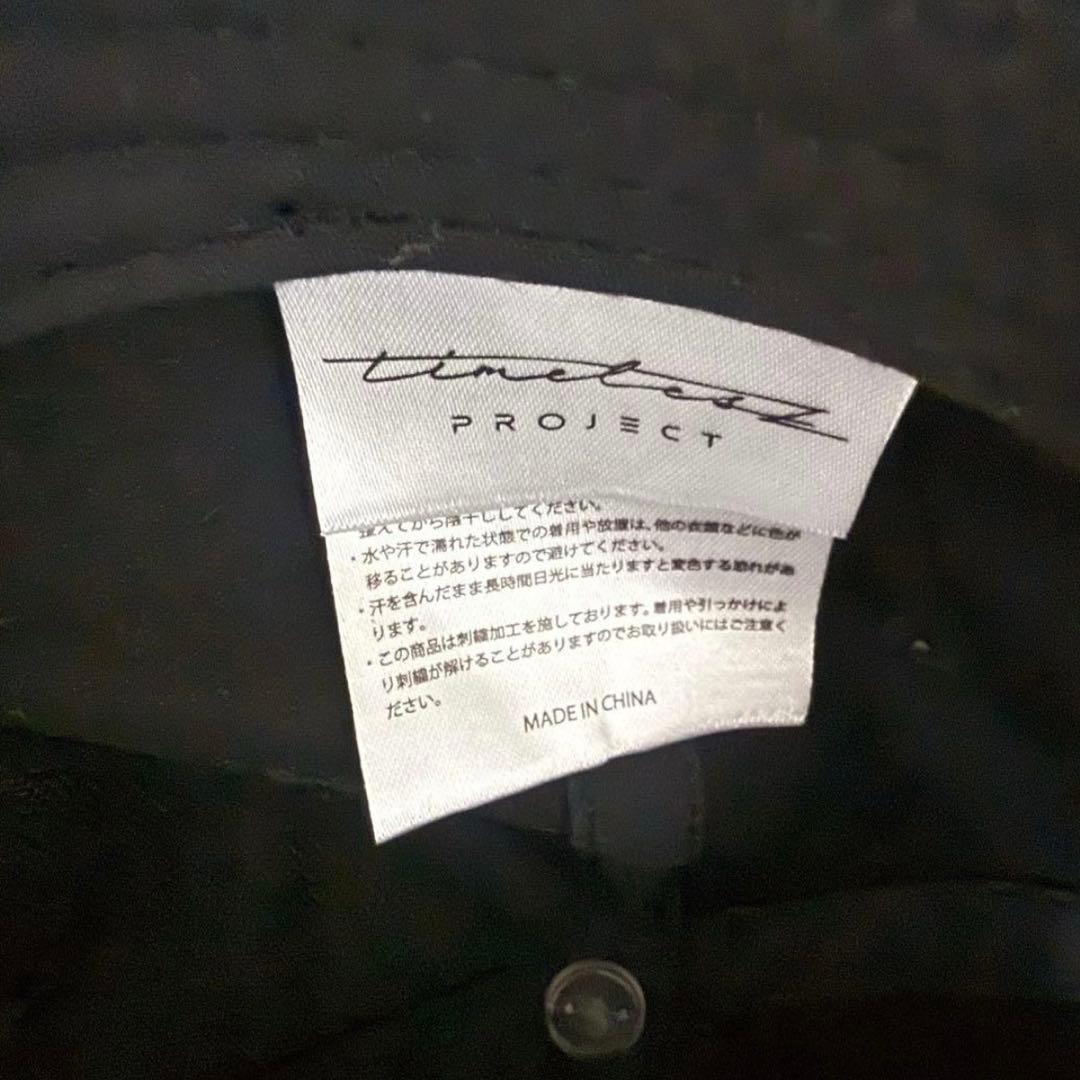 timeless
PROJECT
整えてから陰干ししてください。
・水や汗で濡れた状態での着用や放置は、他の衣類などに色が
移ることがありますので避けてください。
・汗を含んだまま長時間日光に当たりますと変色する恐れがあ
ります。
・この商品は刺繍加工を施しております。着用や引っかけによ
り刺繍が解けることがありますのでお取り扱いにはご注意く
ださい。
MADE IN CHINA